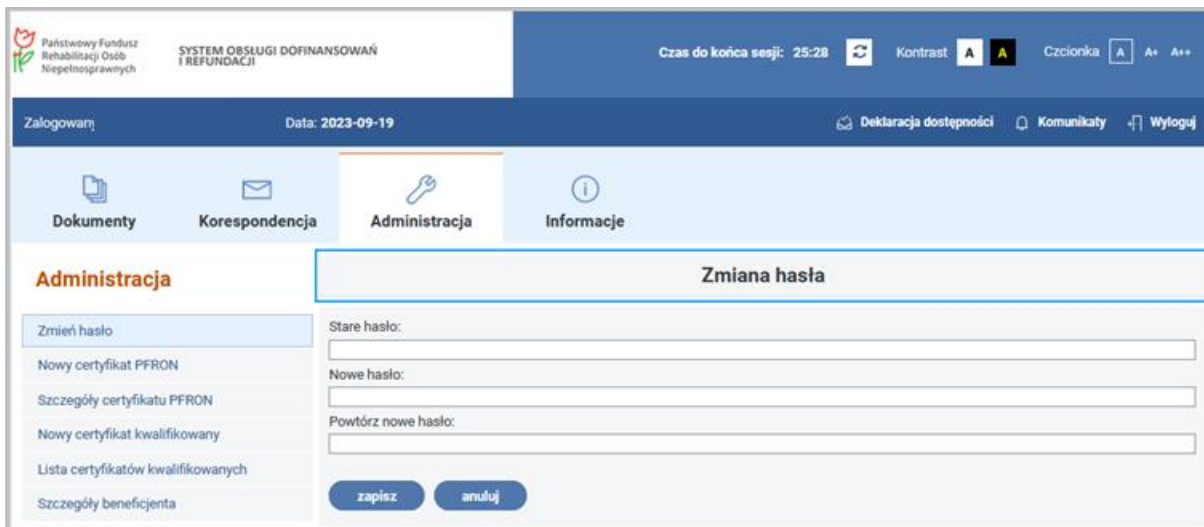 Państwowy Fundusz
Rehabilitacji Osób
Niepełnosprawnych
SYSTEM OBSŁUGI DOFINANSOWAŃ
I REFUNDACJI
Czas do końca sesji: 25:28
Kontrast A A
Czcionka A A+ A++
Zalogowany
Data: 2023-09-19
Deklaracja dostępności
Komunikaty
Wyloguj
Dokumenty
Korespondencja
Administracja
Informacje
Administracja
Zmień hasło
Nowy certyfikat PFRON
Szczegóły certyfikatu PFRON
Nowy certyfikat kwalifikowany
Lista certyfikatów kwalifikowanych
Szczegóły beneficjenta
Zmiana hasła
Stare hasło:
Nowe hasło:
Powtórz nowe hasło:
zapisz
anuluj